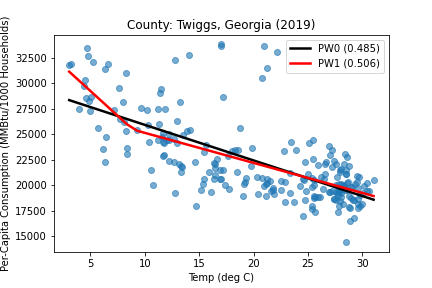 County: Twiggs, Georgia (2019)
Per-Capita Consumption (MMBtu/1000 Households)
32500
30000
27500
25000
22500
20000
17500
15000
PW0 (0.485)
PW1 (0.506)
5 10 15 20 25 30
Temp (deg C)